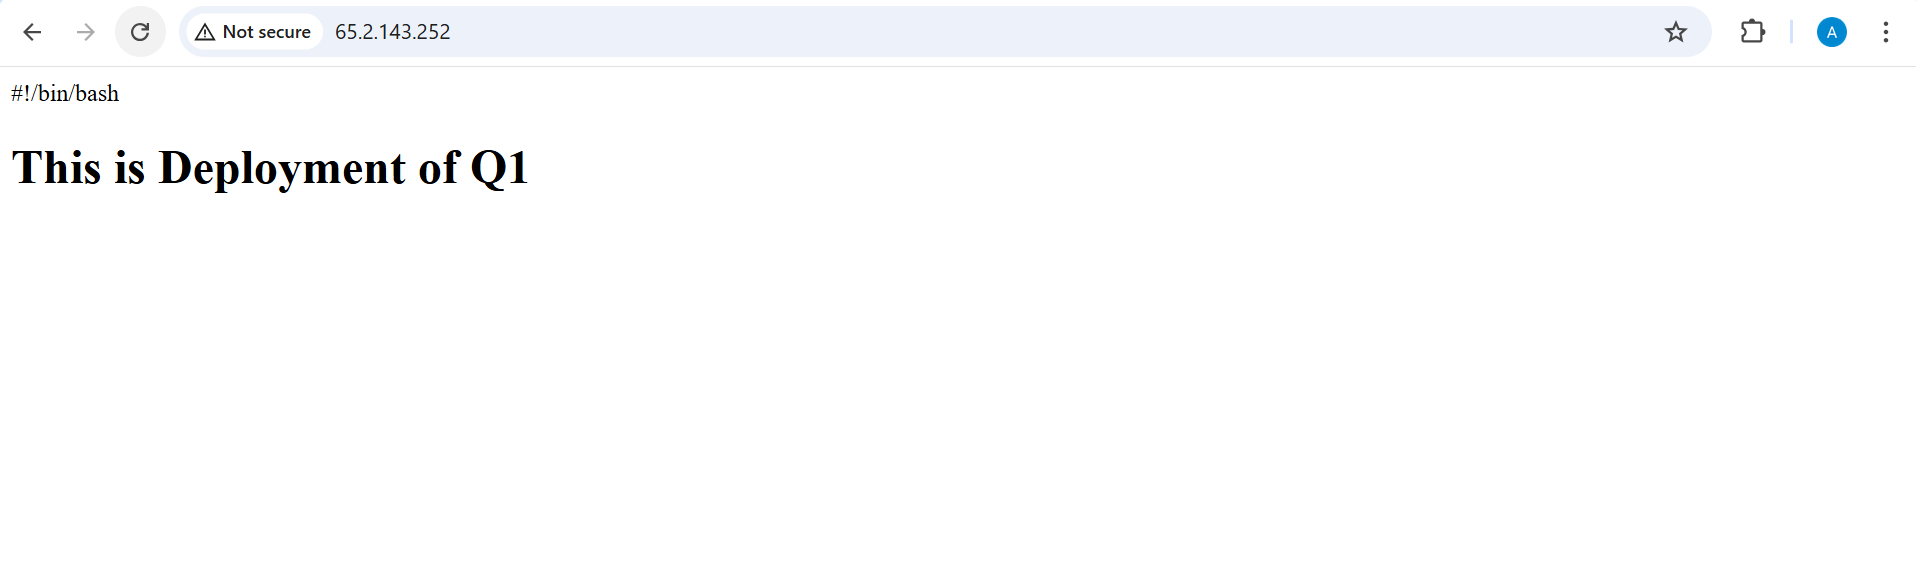 Not secure 65.2.143.252 A
#!/bin/bash
This is Deployment of Q1